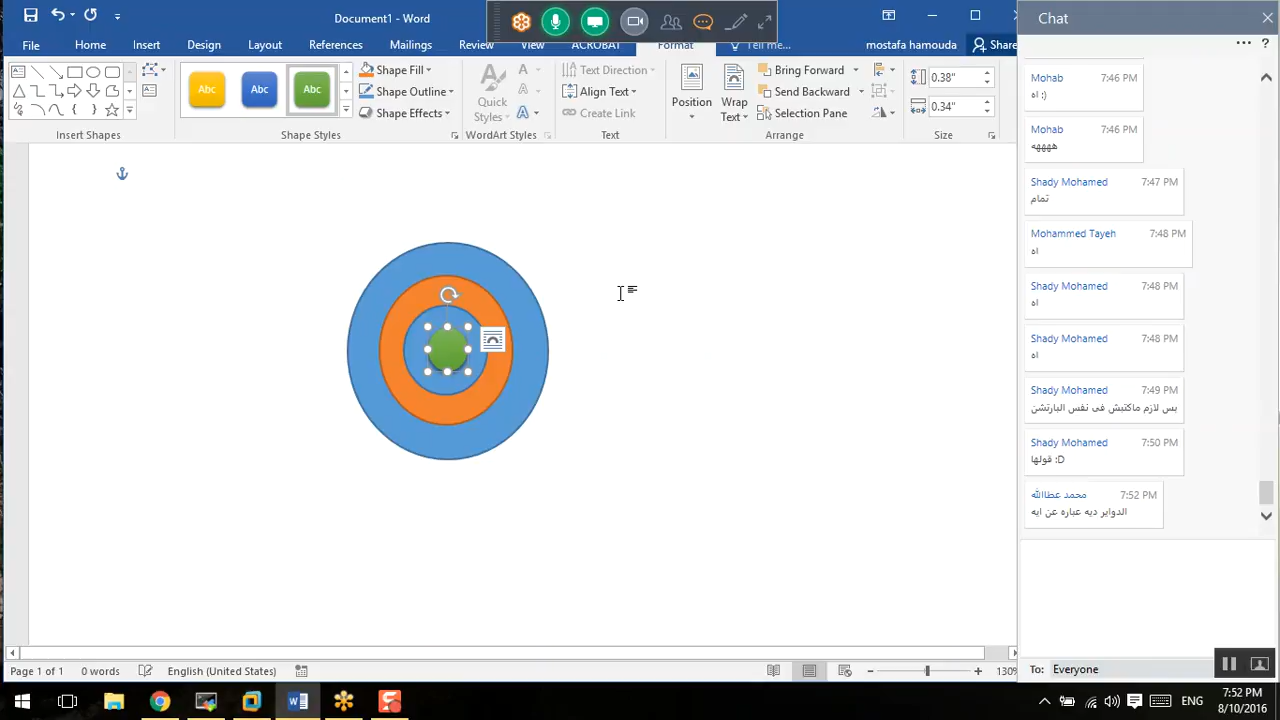 Document1 - Word
Chat
File
Home
Insert
Design
Layout
References
Mailings
Review
View
ACROBAT
Format
Tell me...
mostafa hamouda
Share
Abc
Abc
Abc
Shape Fill
Shape Outline
Shape Effects
Quick
Styles
Text Direction
Align Text
Create Link
Position
Wrap
Text
Bring Forward
Send Backward
Selection Pane
0.38"
0.34"
Insert Shapes
Shape Styles
WordArt Styles
Text
Arrange
Size
Mohab 7:46 PM
اه (:
Mohab 7:46 PM
هههههه
Shady Mohamed 7:47 PM
تمام
Mohammed Tayeh 7:48 PM
اه
Shady Mohamed 7:48 PM
اه
Shady Mohamed 7:48 PM
اه
Shady Mohamed 7:49 PM
بس لازم ماكتبش فى نفس البارتشن
Shady Mohamed 7:50 PM
قولها :D
محمد عطاالله 7:52 PM
الدواير ديه عباره عن ايه
To: Everyone
Page 1 of 1
0 words
English (United States)
130%
ENG
7:52 PM
8/10/2016